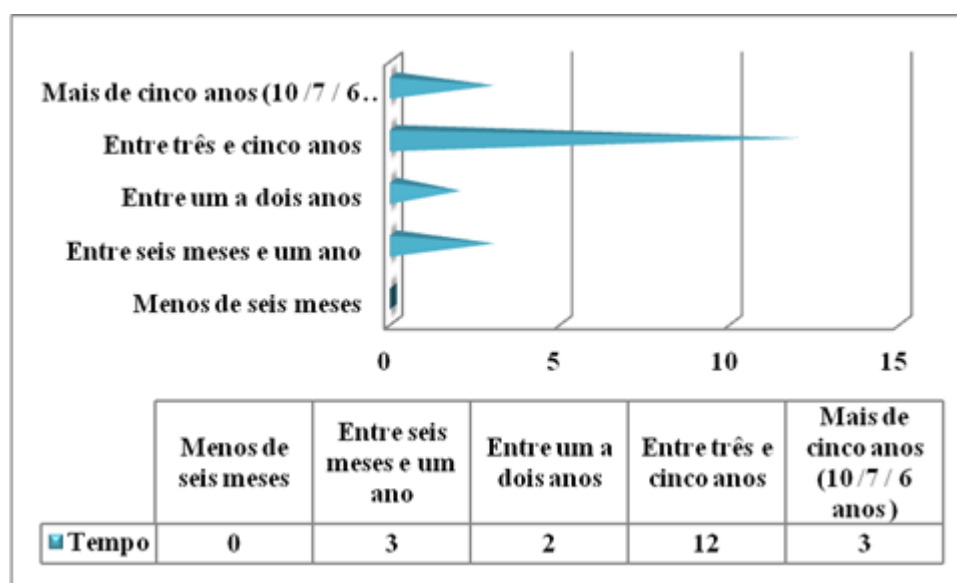 Mais de cinco anos (10 /7 / 6 ..
Entre três e cinco anos
Entre um a dois anos
Entre seis meses e um ano
Menos de seis meses
0 5 10 15
Menos de
seis meses
Entre seis
meses e um
ano
Entre um a
dois anos
Entre três e
cinco anos
Mais de
cinco anos
(10 /7 / 6
anos )
Tempo 0 3 2 12 3